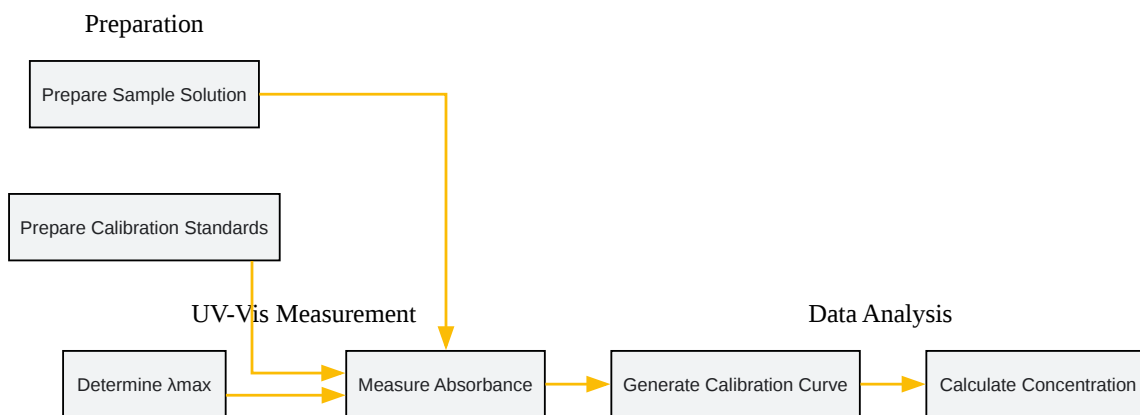 Preparation
Prepare Sample Solution
Prepare Calibration Standards
UV-Vis Measurement
Data Analysis
Determine λmax
Measure Absorbance
Generate Calibration Curve
Calculate Concentration